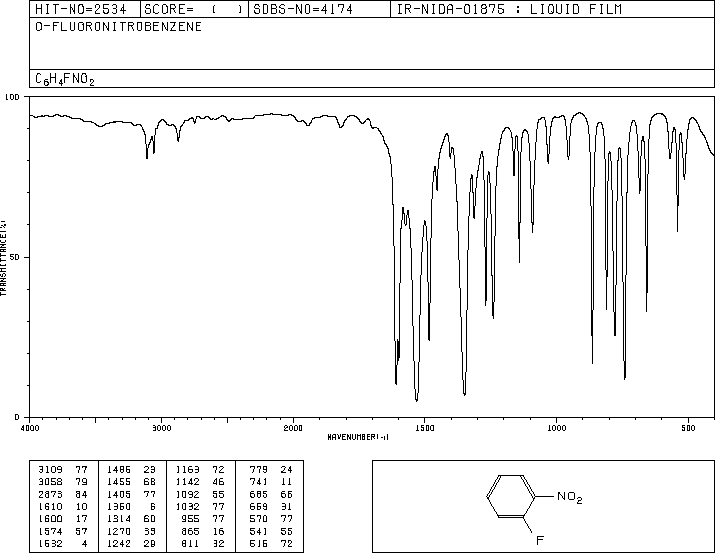 HIT-NO=2534 SCORE= ( ) SDBS-NO=4174 IR-NIDA-01875 : LIQUID FILM
O-FLUORONITROBENZENE
C6H4FNO2
100
TRANSMITTANCE(%)
50
0
4000 3000 2000 1500 1000 500
WAVENUMBER(-1)
3109 77 1486 23 1163 72 779 24
3058 79 1455 68 1142 46 741 11
2873 84 1405 77 1092 55 685 66
1610 10 1350 6 1032 77 659 31
1600 17 1314 60 955 77 570 77
1574 57 1270 33 865 16 541 55
1532 4 1242 29 811 32 516 72
NO2
F